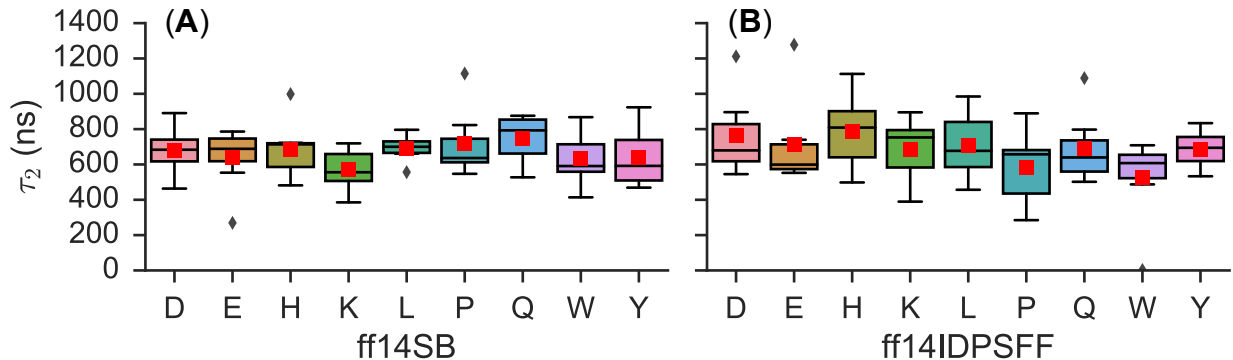 (A)
(B)
τ2 (ns)
1400
1200
1000
800
600
400
200
0
D E H K L P Q W Y
D E H K L P Q W Y
ff14SB
ff14IDPSFF